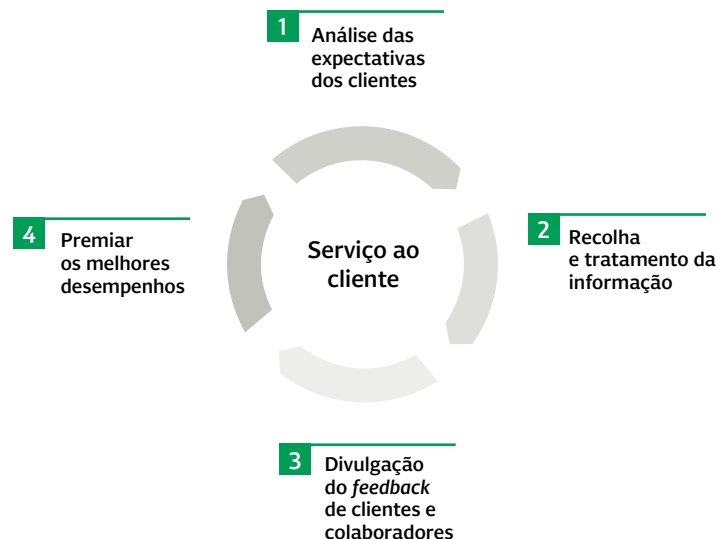 1
Análise das
expectativas
dos clientes
2
Recolha
e tratamento da
informação
3
Divulgação
do feedback
de clientes e
colaboradores
4
Premiar
os melhores
desempenhos
Serviço ao
cliente